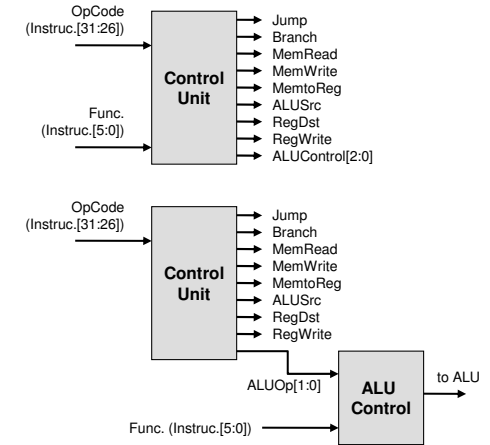 OpCode
(Instruc.[31:26])
Func.
(Instruc.[5:0])
Control
Unit
Jump
Branch
MemRead
MemWrite
MemtoReg
ALUSrc
RegDst
RegWrite
ALUControl[2:0]
OpCode
(Instruc.[31:26])
Control
Unit
Jump
Branch
MemRead
MemWrite
MemtoReg
ALUSrc
RegDst
RegWrite
ALUOp[1:0]
Func. (Instruc.[5:0])
ALU
Control
to ALU